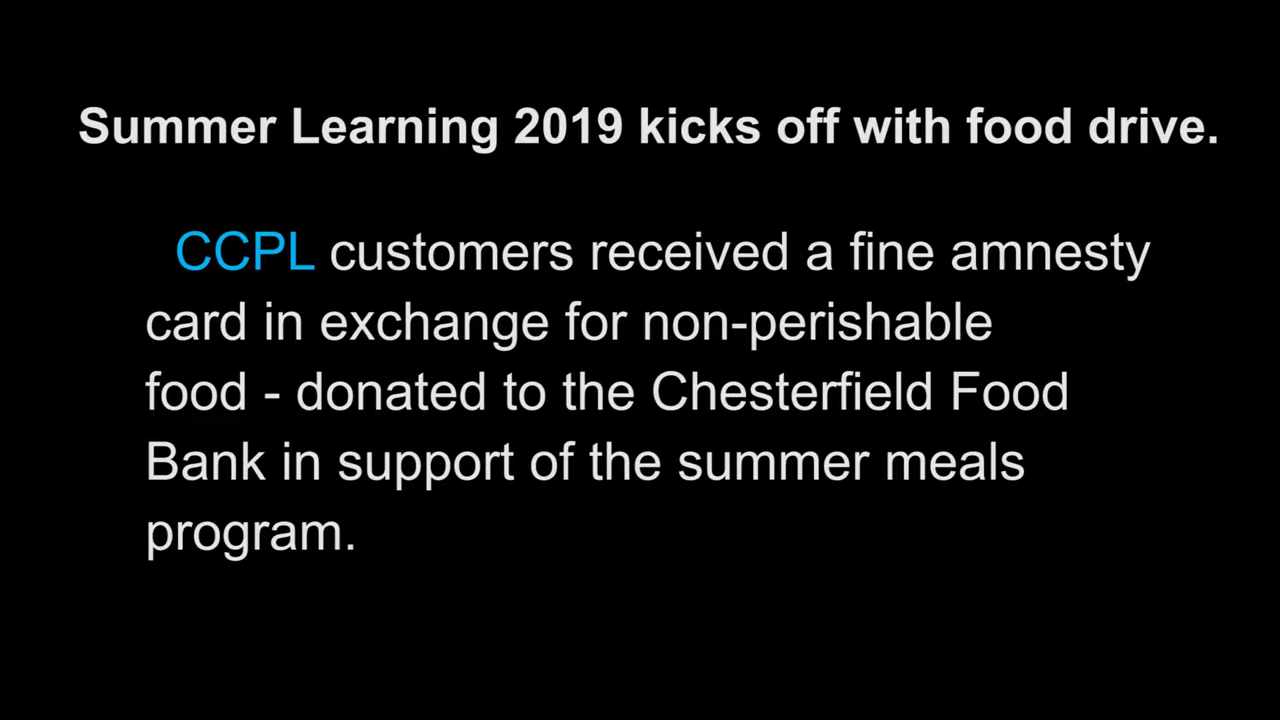 Summer Learning 2019 kicks off with food drive.
CCPL customers received a fine amnesty
card in exchange for non-perishable
food - donated to the Chesterfield Food
Bank in support of the summer meals
program.